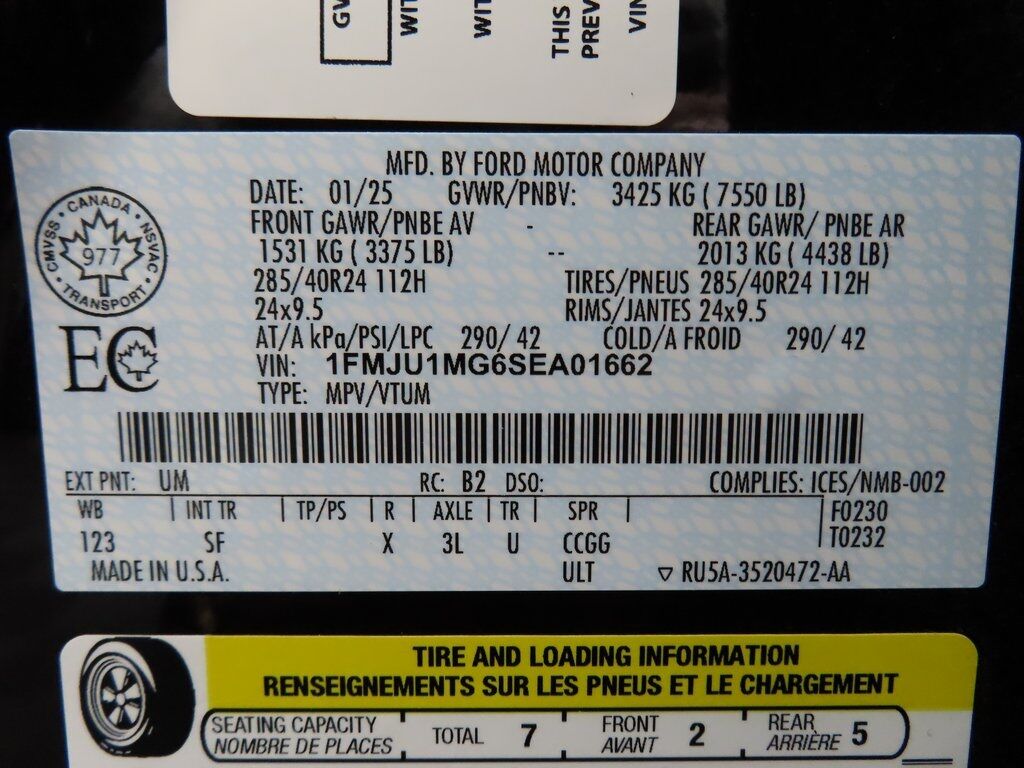 GV
WIT
WIT
THIS
PREV
VIN
MFD. BY FORD MOTOR COMPANY
DATE: 01/25 GVWR/PNBV: 3425 KG ( 7550 LB)
FRONT GAWR/PNBE AV - REAR GAWR/ PNBE AR
1531 KG ( 3375 LB) -- 2013 KG ( 4438 LB)
285/40R24 112H TIRES/PNEUS 285/40R24 112H
24x9.5 RIMS/JANTES 24x9.5
AT/A kPa/PSI/LPC 290/ 42 COLD/A FROID 290/ 42
VIN: 1FMJU1MG6SEA01662
TYPE: MPV/VTUM
CMVSS • CANADA • NSVAC • TRANSPORT •
977
EC
EXT PNT: UM RC: B2 DSO: COMPLIES: ICES/NMB-002
WB | INT TR | TP/PS | R | AXLE | TR | SPR | F0230
123 SF X 3L U CCGG T0232
MADE IN U.S.A. ULT ▽ RU5A-3520472-AA
TIRE AND LOADING INFORMATION
RENSEIGNEMENTS SUR LES PNEUS ET LE CHARGEMENT
SEATING CAPACITY
NOMBRE DE PLACES
TOTAL 7
FRONT
AVANT 2
REAR
ARRIÈRE 5